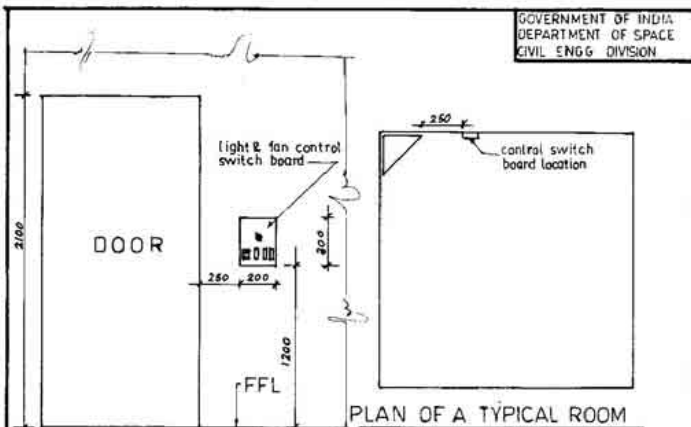 GOVERNMENT OF INDIA
DEPARTMENT OF SPACE
CIVIL ENGG DIVISION
light & fan control
switch board
2100
DOOR
250
200
200
1200
FFL
250
control switch
board location
PLAN OF A TYPICAL ROOM